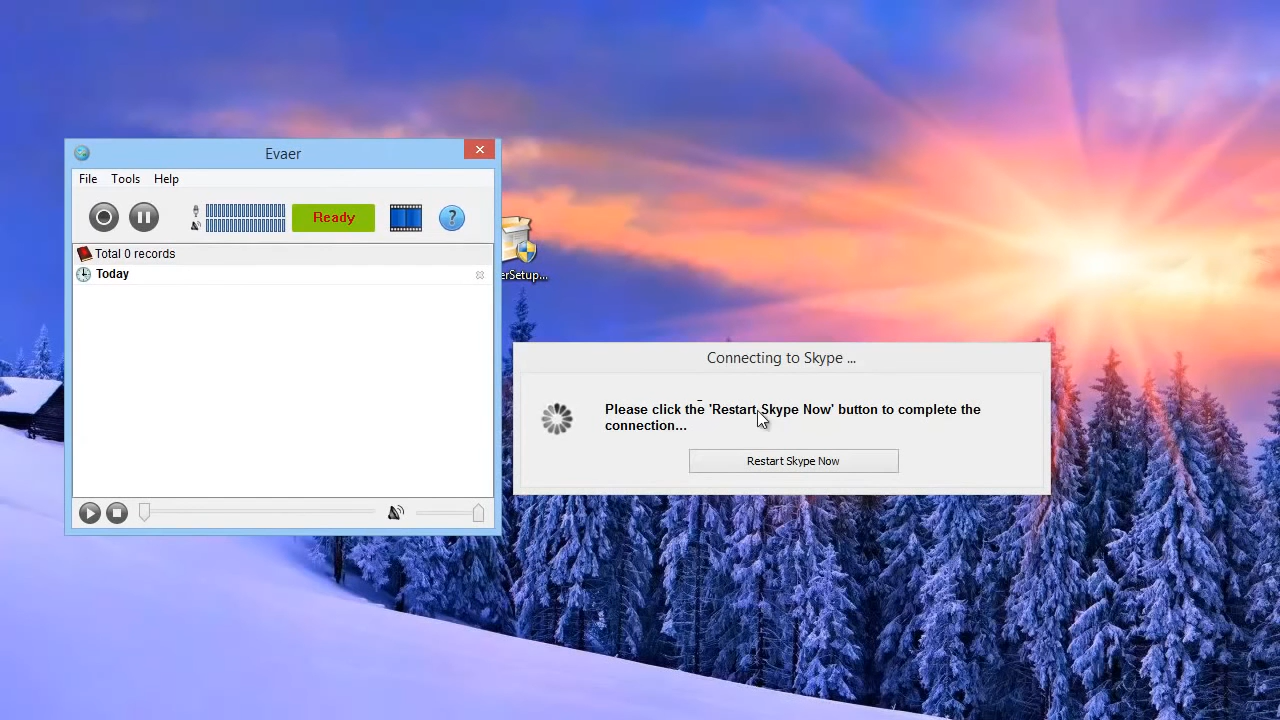 Evaer
File Tools Help
Ready
?
Total 0 records
Today
erSetup...
Connecting to Skype ...
Please click the 'Restart Skype Now' button to complete the
connection...
Restart Skype Now